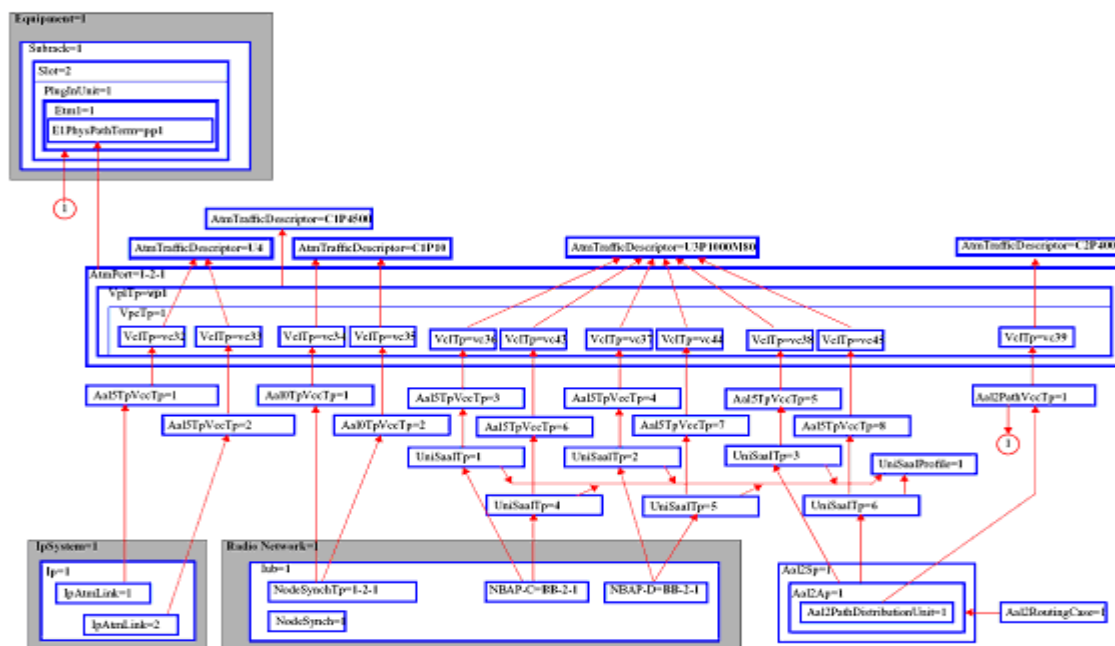 Equipment=1
Subrack=1
Slot=2
PlugInUnit=1
Etm1=1
E1PhysPathTerm=pp1
1
AtmTrafficDescriptor=C1P4500
AtmTrafficDescriptor=U4
AtmTrafficDescriptor=C1P10
AtmTrafficDescriptor=U3P1000M80
AtmTrafficDescriptor=C2P400
AtmPort=1-2-1
VplTp=vp1
VpcTp=1
VclTp=vc32
VclTp=vc33
VclTp=vc34
VclTp=vc35
VclTp=vc36
VclTp=vc43
VclTp=vc37
VclTp=vc44
VclTp=vc38
VclTp=vc45
VclTp=vc39
Aal5TpVccTp=1
Aal0TpVccTp=1
Aal5TpVccTp=3
Aal5TpVccTp=4
Aal5TpVccTp=5
Aal2PathVccTp=1
Aal5TpVccTp=2
Aal0TpVccTp=2
Aal5TpVccTp=6
Aal5TpVccTp=7
Aal5TpVccTp=8
1
UniSaalTp=1
UniSaalTp=2
UniSaalTp=3
UniSaalProfile=1
UniSaalTp=4
UniSaalTp=5
UniSaalTp=6
IpSystem=1
Ip=1
IpAtmLink=1
IpAtmLink=2
Radio Network=1
Iub=1
NodeSynchTp=1-2-1
NBAP-C=BB-2-1
NBAP-D=BB-2-1
NodeSynch=1
Aal2Sp=1
Aal2Ap=1
Aal2PathDistributionUnit=1
Aal2RoutingCase=1